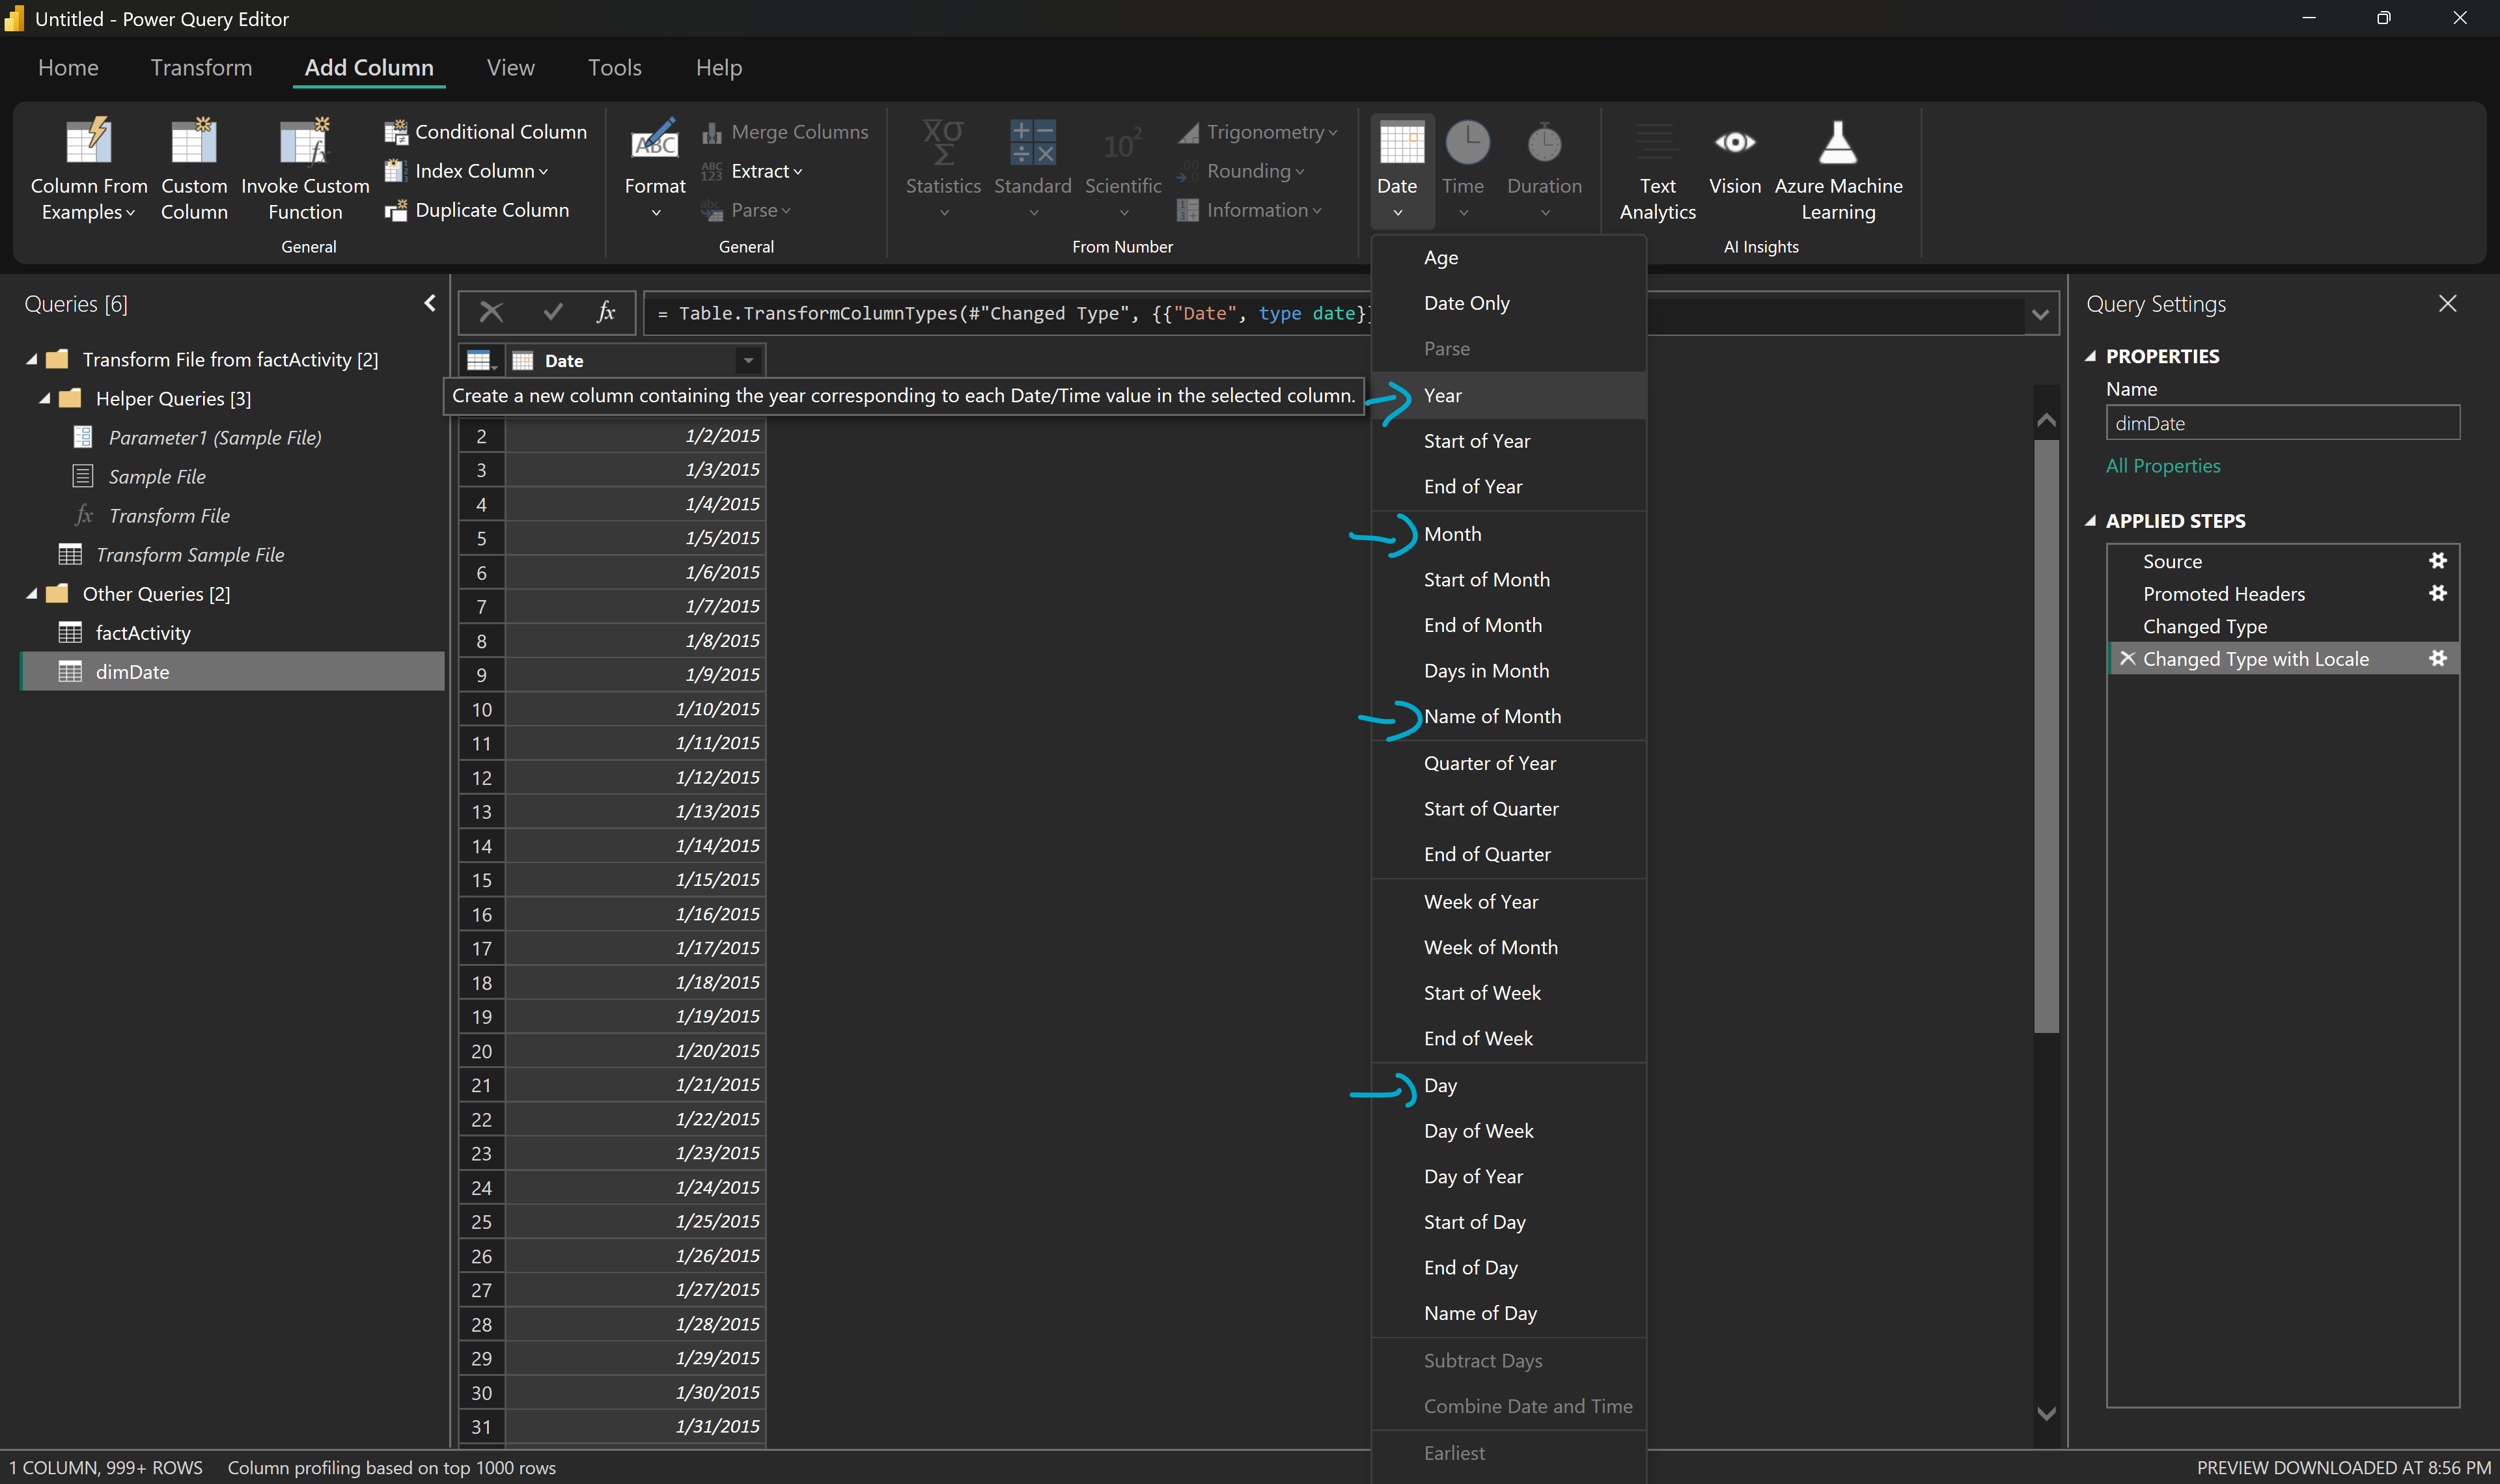 Untitled - Power Query Editor
Home Transform Add Column View Tools Help
Column From Examples
Custom Column
Invoke Custom Function
Conditional Column
Index Column
Duplicate Column
General
ABC
Format
Merge Columns
ABC 123 Extract
abc Parse
General
XΣσ
Statistics
Standard
10²
Scientific
Trigonometry
.00 →.0 Rounding
Information
From Number
Date
Time
Duration
Text Analytics
Vision
Azure Machine Learning
AI Insights
Queries [6]
Transform File from factActivity [2]
Helper Queries [3]
Parameter1 (Sample File)
Sample File
fx Transform File
Transform Sample File
Other Queries [2]
factActivity
dimDate
fx
= Table.TransformColumnTypes(#"Changed Type", {{"Date", type date}}
Date
Create a new column containing the year corresponding to each Date/Time value in the selected column.
2 1/2/2015
3 1/3/2015
4 1/4/2015
5 1/5/2015
6 1/6/2015
7 1/7/2015
8 1/8/2015
9 1/9/2015
10 1/10/2015
11 1/11/2015
12 1/12/2015
13 1/13/2015
14 1/14/2015
15 1/15/2015
16 1/16/2015
17 1/17/2015
18 1/18/2015
19 1/19/2015
20 1/20/2015
21 1/21/2015
22 1/22/2015
23 1/23/2015
24 1/24/2015
25 1/25/2015
26 1/26/2015
27 1/27/2015
28 1/28/2015
29 1/29/2015
30 1/30/2015
31 1/31/2015
Age
Date Only
Parse
Year
Start of Year
End of Year
Month
Start of Month
End of Month
Days in Month
Name of Month
Quarter of Year
Start of Quarter
End of Quarter
Week of Year
Week of Month
Start of Week
End of Week
Day
Day of Week
Day of Year
Start of Day
End of Day
Name of Day
Subtract Days
Combine Date and Time
Earliest
Query Settings
PROPERTIES
Name
dimDate
All Properties
APPLIED STEPS
Source
Promoted Headers
Changed Type
Changed Type with Locale
1 COLUMN, 999+ ROWS Column profiling based on top 1000 rows
PREVIEW DOWNLOADED AT 8:56 PM